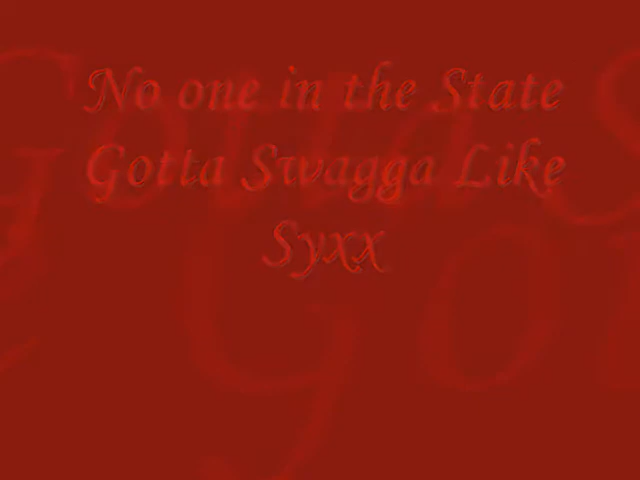 No one in the State
Gotta Swagga Like
Syxx